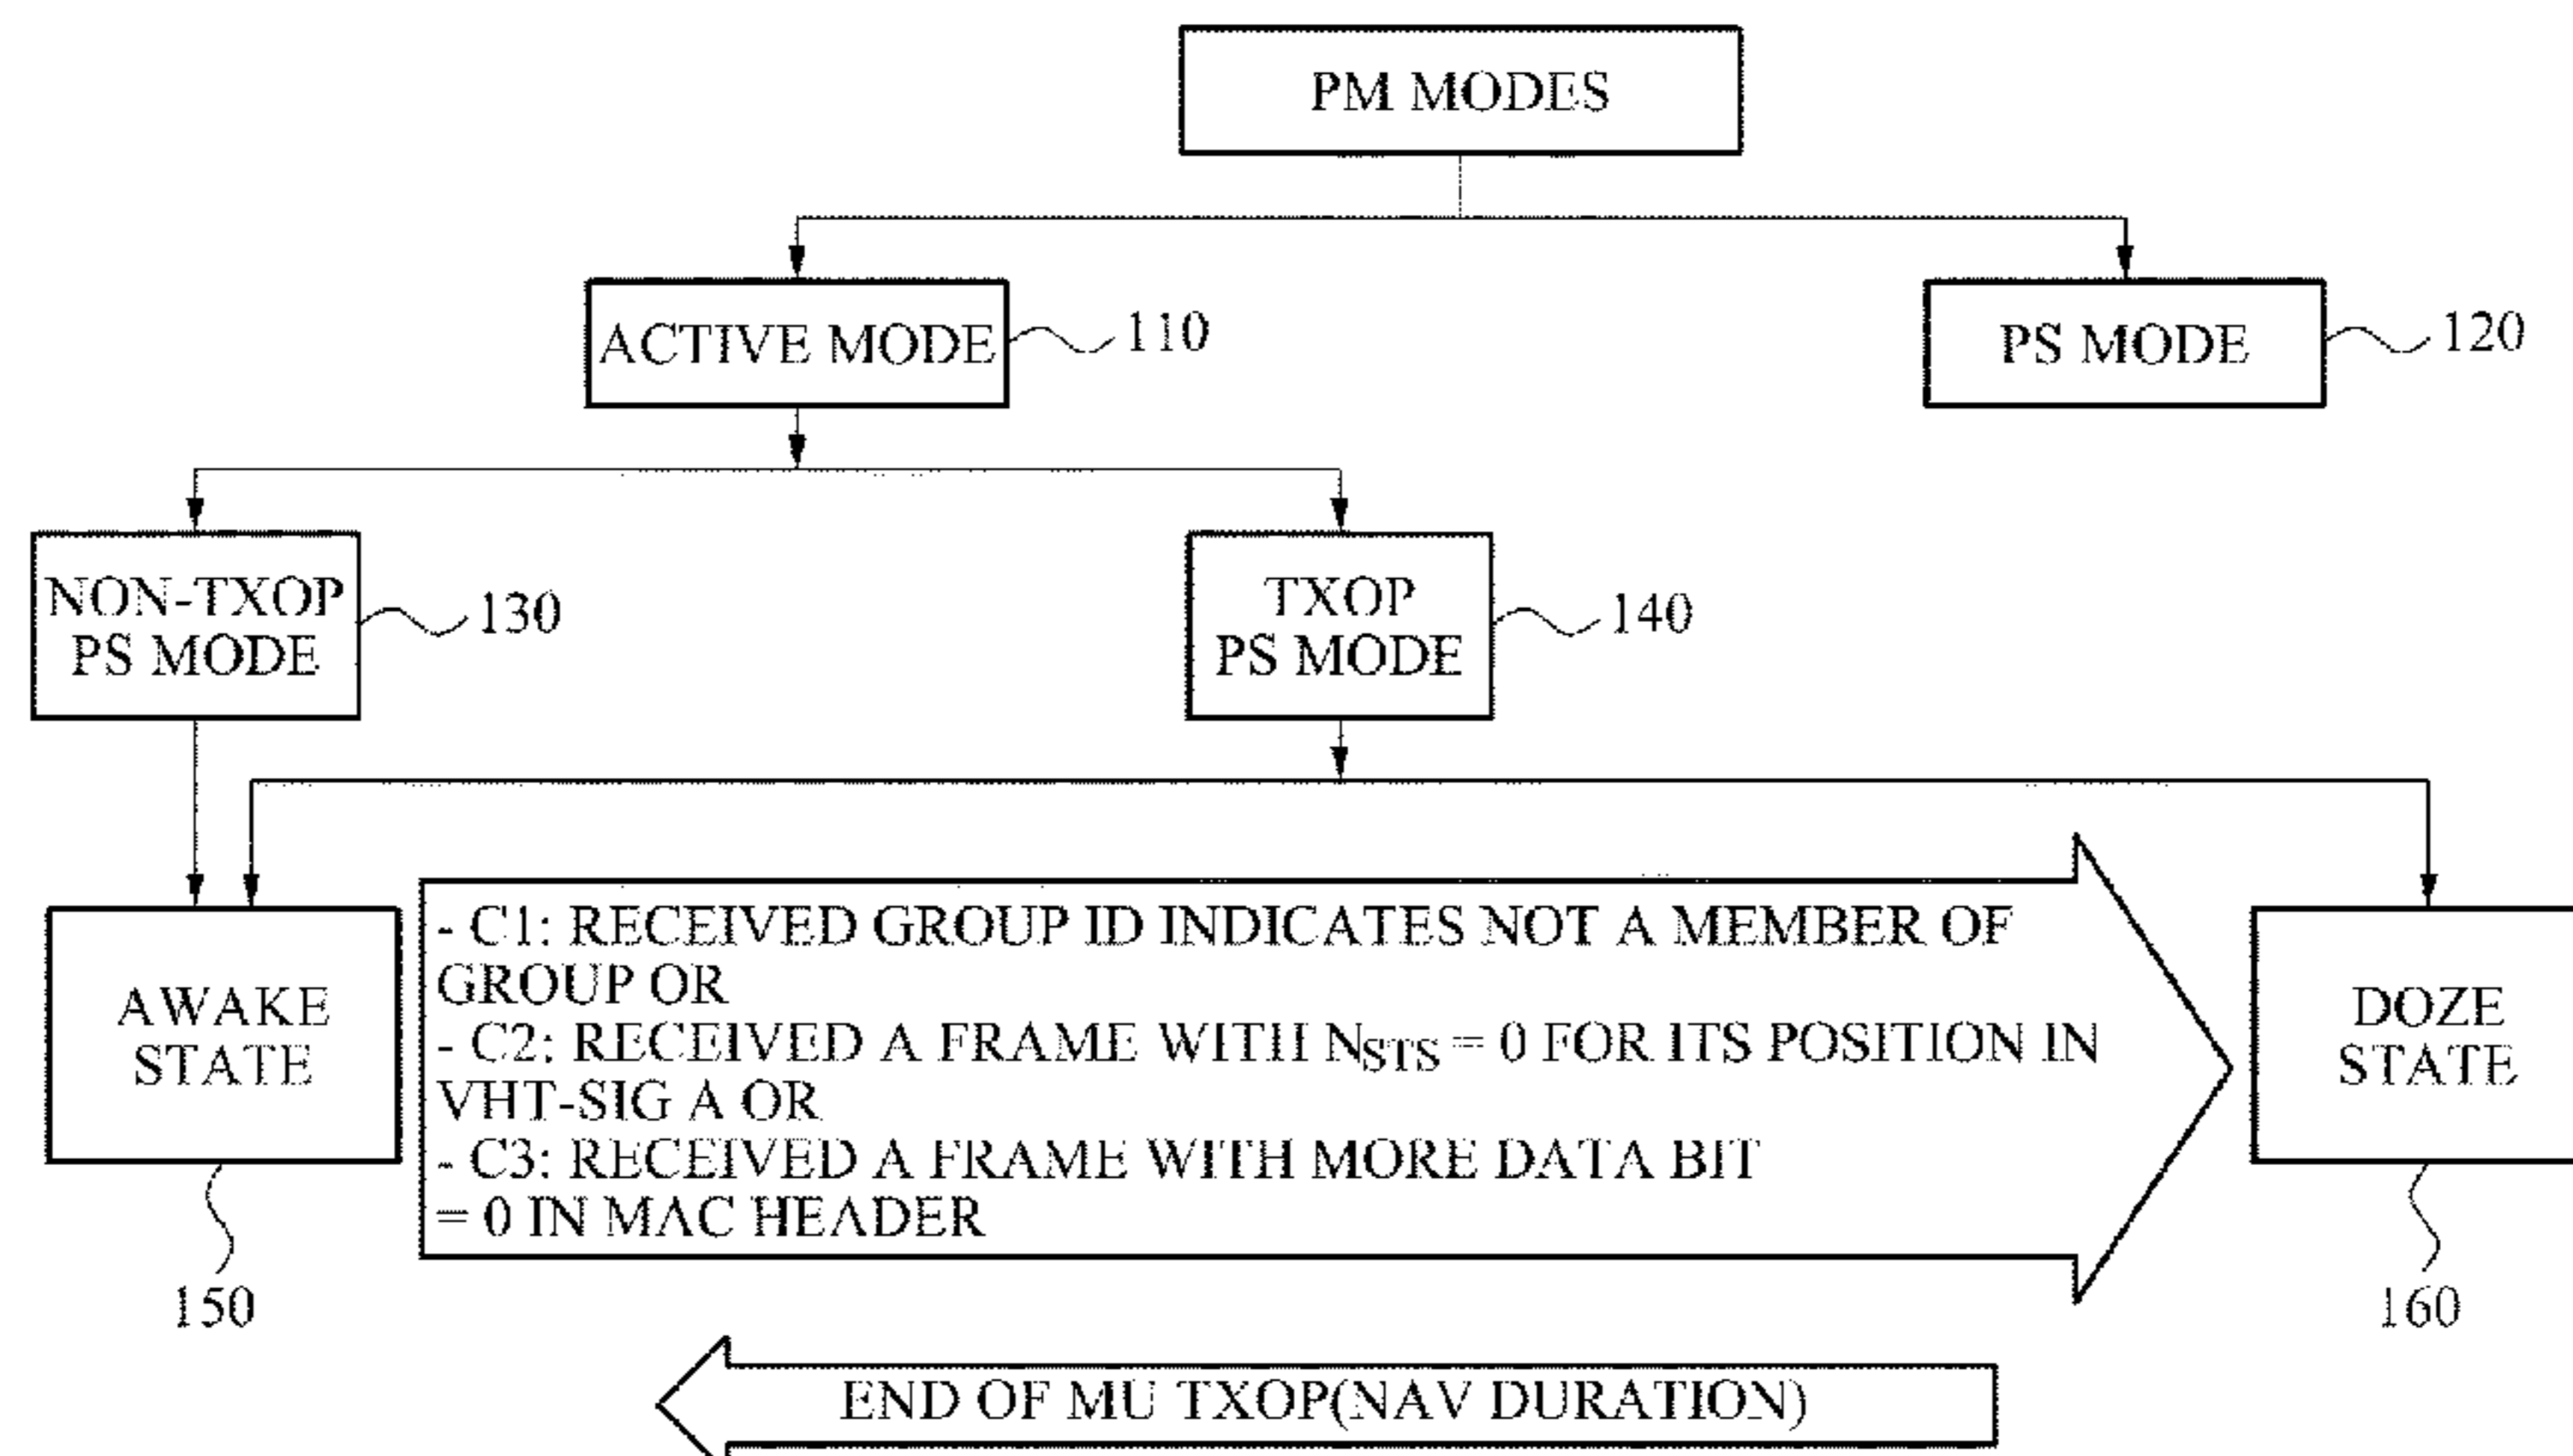 PM MODES
ACTIVE MODE
110
PS MODE
120
NON-TXOP
PS MODE
130
TXOP
PS MODE
140
AWAKE
STATE
150
- C1: RECEIVED GROUP ID INDICATES NOT A MEMBER OF
GROUP OR
- C2: RECEIVED A FRAME WITH NSTS = 0 FOR ITS POSITION IN
VHT-SIG A OR
- C3: RECEIVED A FRAME WITH MORE DATA BIT
= 0 IN MAC HEADER
DOZE
STATE
160
END OF MU TXOP(NAV DURATION)